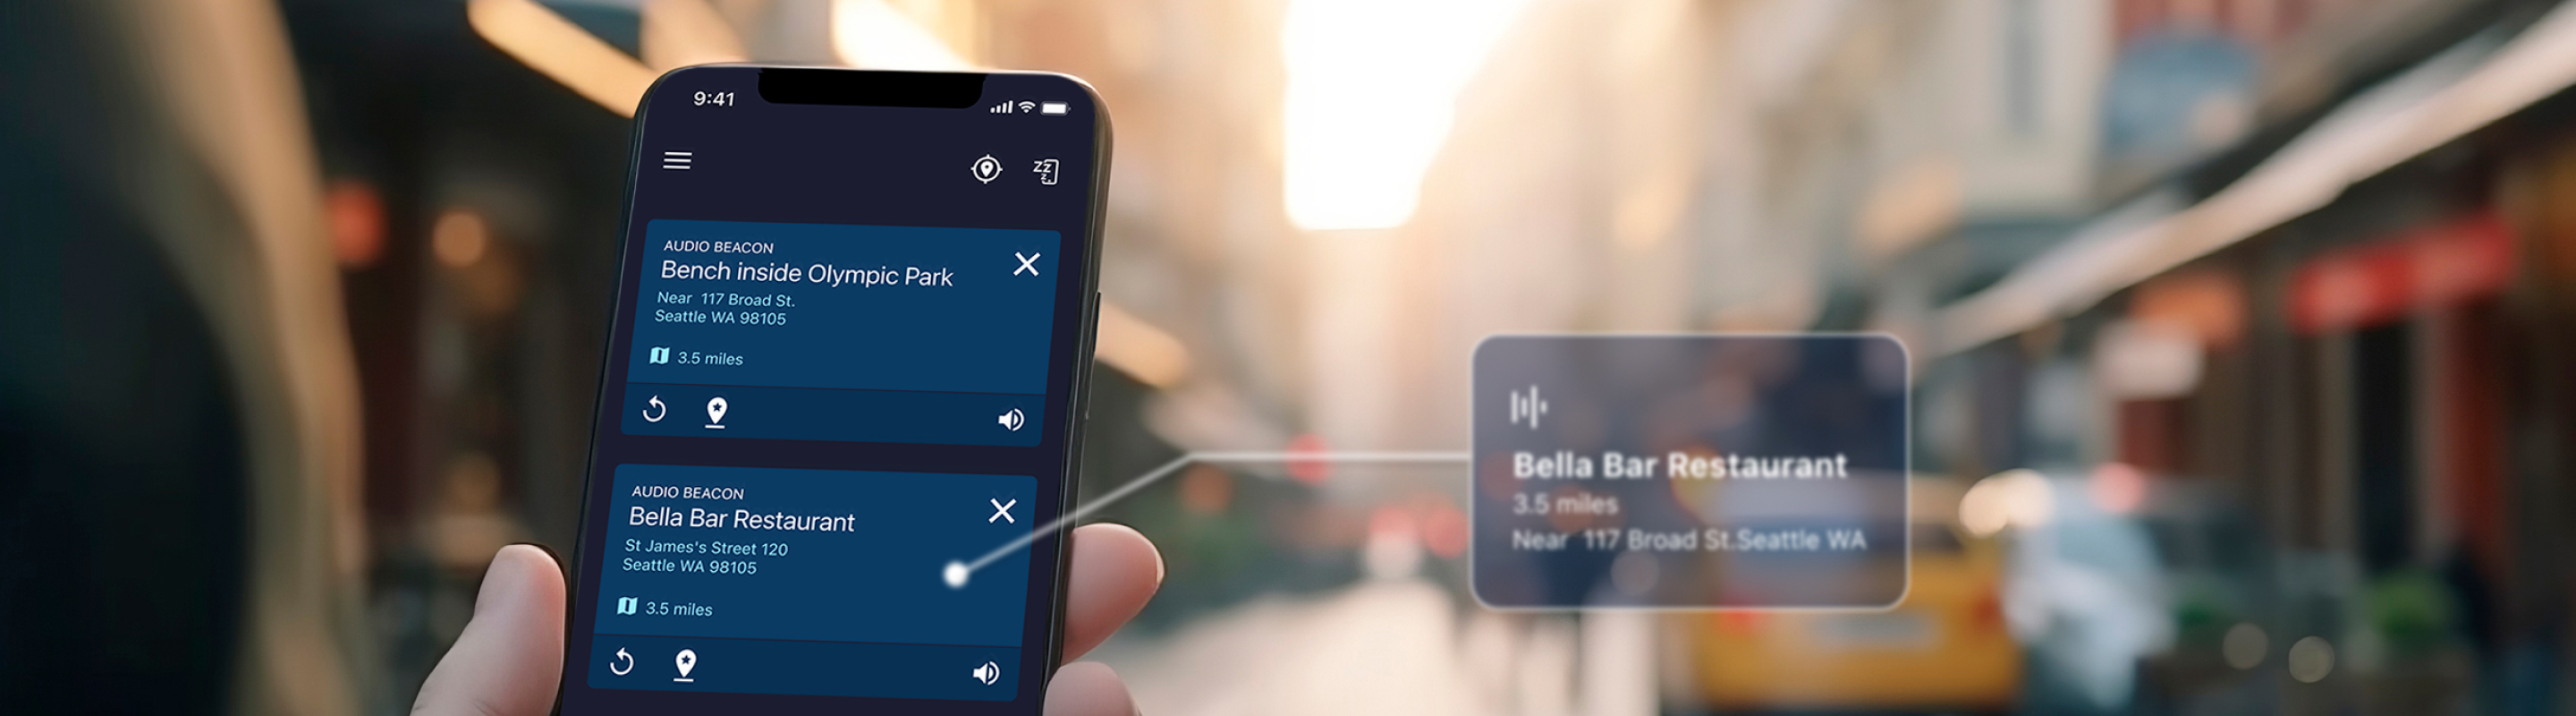 9:41
AUDIO BEACON
Bench inside Olympic Park
Near 117 Broad St.
Seattle WA 98105
3.5 miles
AUDIO BEACON
Bella Bar Restaurant
St James's Street 120
Seattle WA 98105
3.5 miles
Bella Bar Restaurant
3.5 miles
Near 117 Broad St.Seattle WA